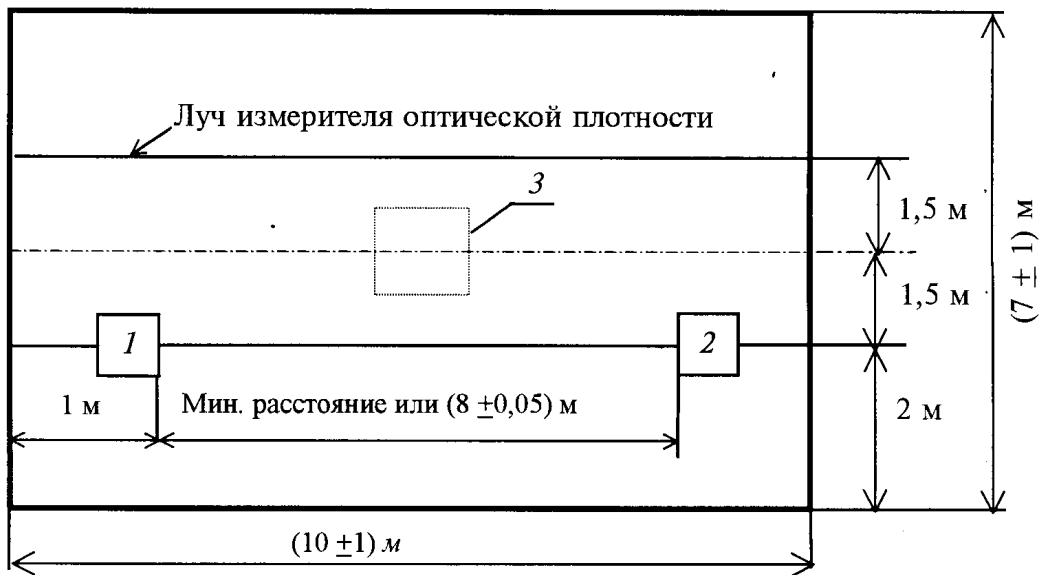 Луч измерителя оптической плотности
3
1,5 м
(7 ± 1) м
1,5 м
1
2
1 м
Мин. расстояние или (8 ±0,05) м
2 м
(10 ±1) м